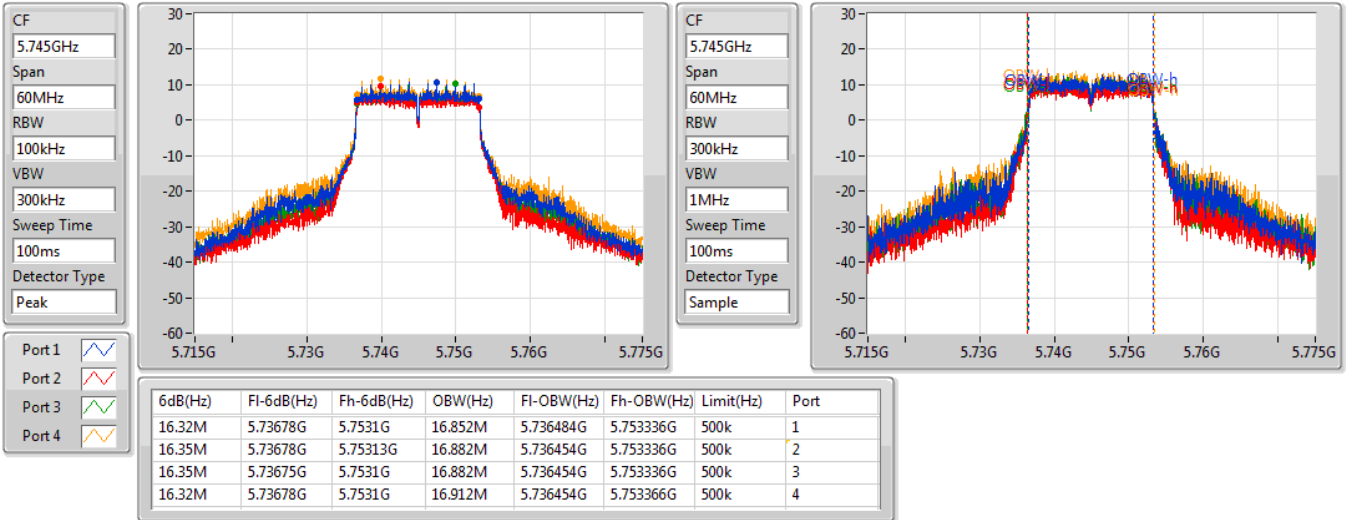 CF
5.745GHz
Span
60MHz
RBW
100kHz
VBW
300kHz
Sweep Time
100ms
Detector Type
Peak
30
20
10
0
-10
-20
-30
-40
-50
-60
5.715G 5.73G 5.74G 5.75G 5.76G 5.775G
CF
5.745GHz
Span
60MHz
RBW
300kHz
VBW
1MHz
Sweep Time
100ms
Detector Type
Sample
30
20
10
0
-10
-20
-30
-40
-50
-60
OBW-h
5.715G 5.73G 5.74G 5.75G 5.76G 5.775G
Port 1
Port 2
Port 3
Port 4
6dB(Hz) Fl-6dB(Hz) Fh-6dB(Hz) OBW(Hz) Fl-OBW(Hz) Fh-OBW(Hz) Limit(Hz) Port
16.32M 5.73678G 5.7531G 16.852M 5.736484G 5.753336G 500k 1
16.35M 5.73678G 5.75313G 16.882M 5.736454G 5.753336G 500k 2
16.35M 5.73675G 5.7531G 16.882M 5.736454G 5.753336G 500k 3
16.32M 5.73678G 5.7531G 16.912M 5.736454G 5.753366G 500k 4